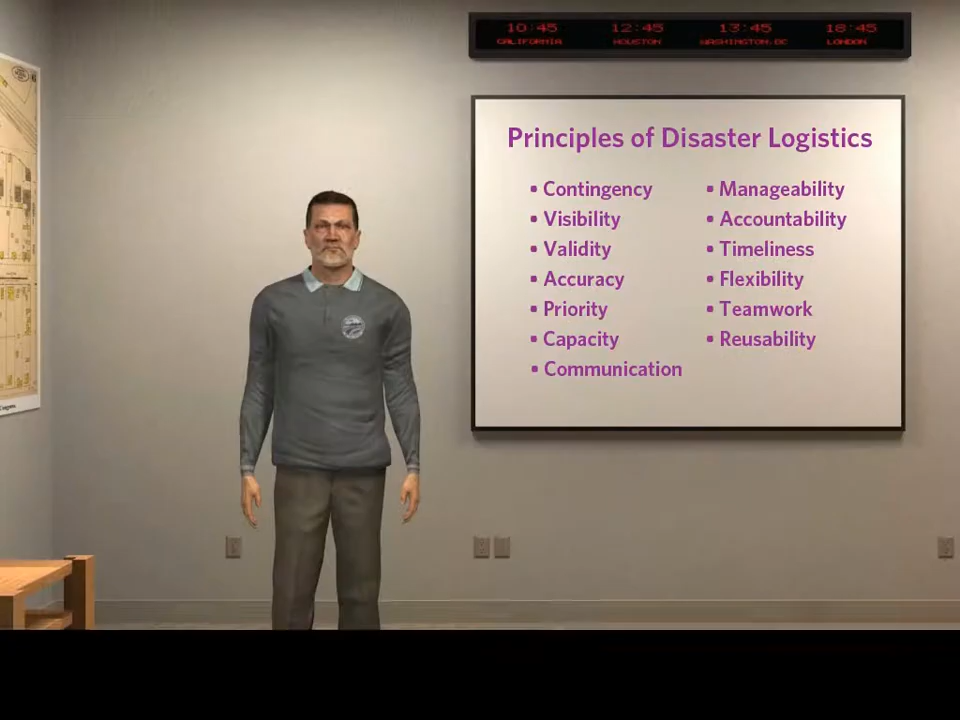 10:45 12:45 13:45 18:45
CALIFORNIA HOUSTON WASHINGTON DC LONDON
Principles of Disaster Logistics
• Contingency
• Visibility
• Validity
• Accuracy
• Priority
• Capacity
• Communication
• Manageability
• Accountability
• Timeliness
• Flexibility
• Teamwork
• Reusability